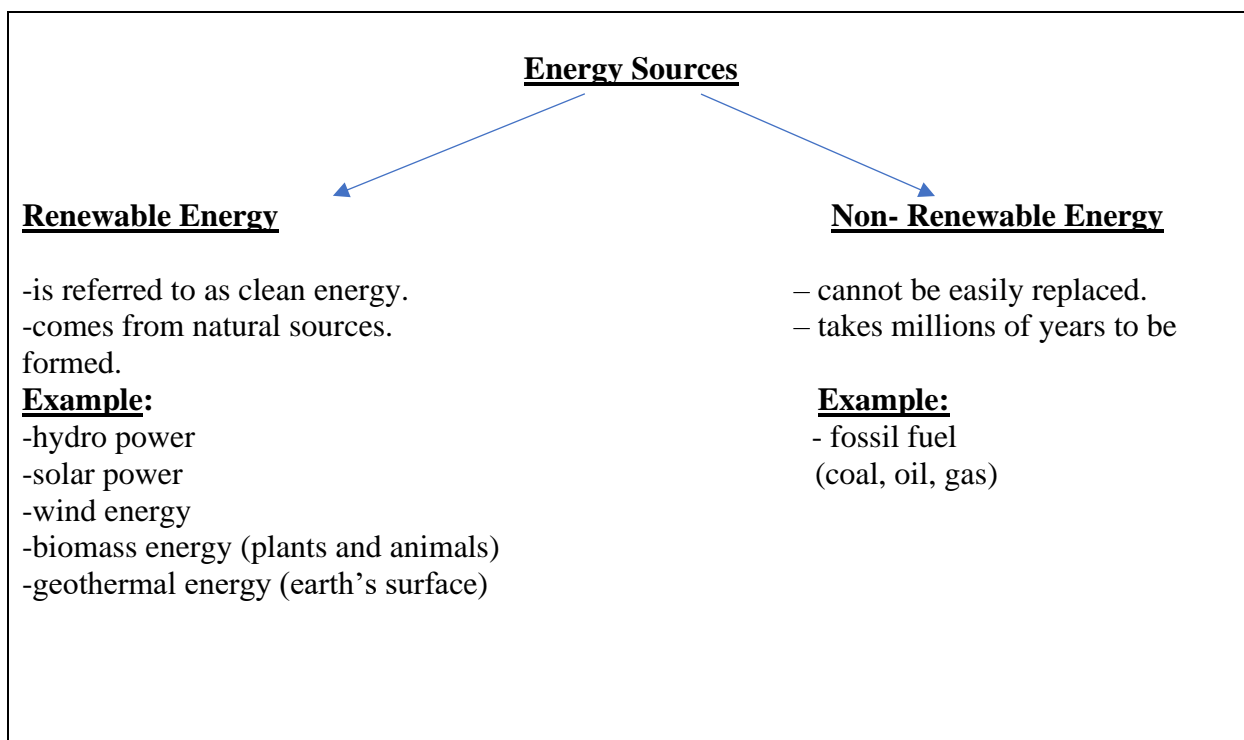 Energy Sources
Renewable Energy Non- Renewable Energy
-is referred to as clean energy. – cannot be easily replaced.
-comes from natural sources. – takes millions of years to be
formed.
Example: Example:
-hydro power - fossil fuel
-solar power (coal, oil, gas)
-wind energy
-biomass energy (plants and animals)
-geothermal energy (earth’s surface)